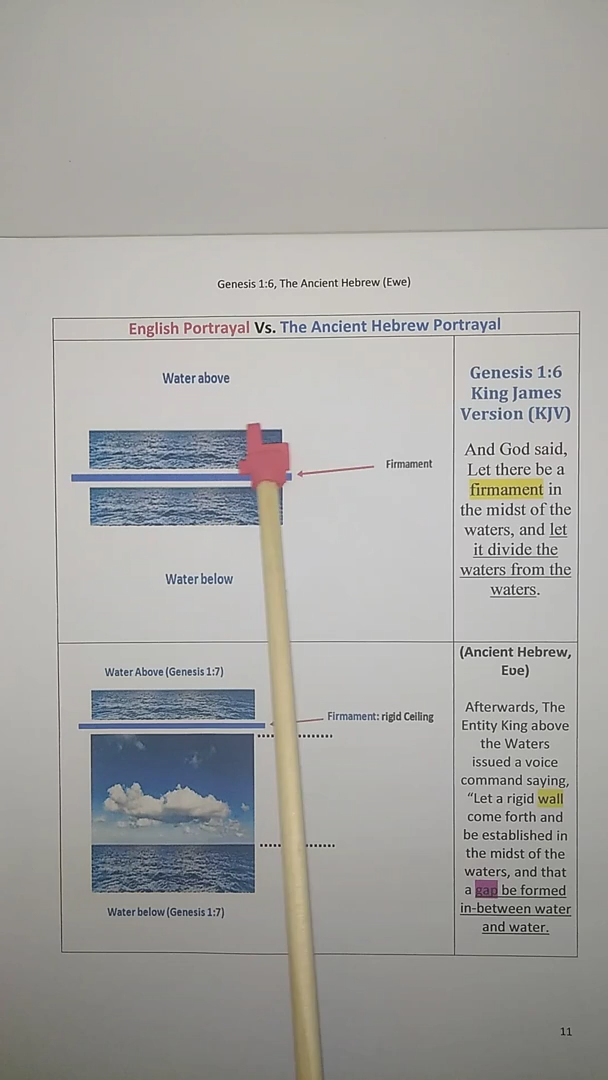 Genesis 1:6, The Ancient Hebrew (Ewe)
English Portrayal Vs. The Ancient Hebrew Portrayal
Water above
Firmament
Water below
Genesis 1:6
King James
Version (KJV)
And God said,
Let there be a
firmament in
the midst of the
waters, and let
it divide the
waters from the
waters.
Water Above (Genesis 1:7)
Firmament: rigid Ceiling
Water below (Genesis 1:7)
(Ancient Hebrew,
Eʋe)
Afterwards, The
Entity King above
the Waters
issued a voice
command saying,
“Let a rigid wall
come forth and
be established in
the midst of the
waters, and that
a gap be formed
in-between water
and water.
11